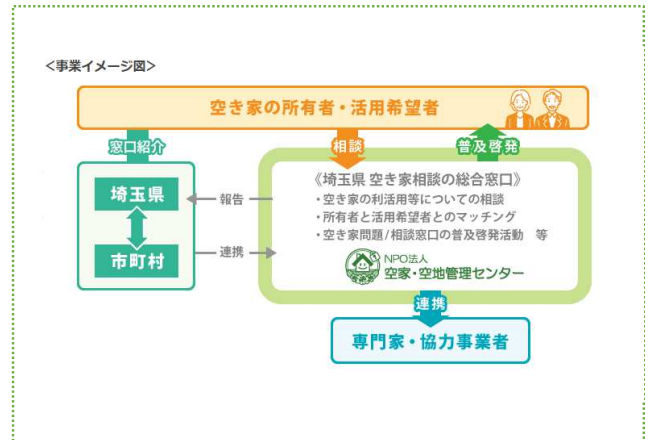 <事業イメージ図>
空き家の所有者・活用希望者
窓口紹介
相談
普及啓発
埼玉県
市町村
報告
連携
《埼玉県 空き家相談の総合窓口》
・空き家の利活用等についての相談
・所有者と活用希望者とのマッチング
・空き家問題/相談窓口の普及啓発活動 等
NPO法人
空家・空地管理センター
連携
専門家・協力事業者